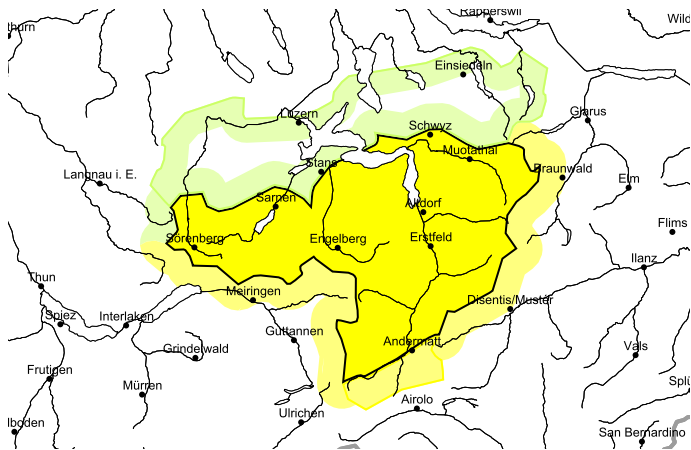 Rapperswil
Wild
thurn
Einsiedeln
Luzern
Glarus
Schwyz
Muotathal
Stans
Braunwald
Langnau i. E.
Elm
Sarnen
Altdorf
Flims
Sörenberg
Engelberg
Erstfeld
Ilanz
Thun
Meiringen
Disentis/Muster
Spiez
Interlaken
Guttannen
Andermatt
Grindelwald
Vals
Frutigen
Mürren
Splü
Airolo
Ulrichen
lboden
San Bernardino